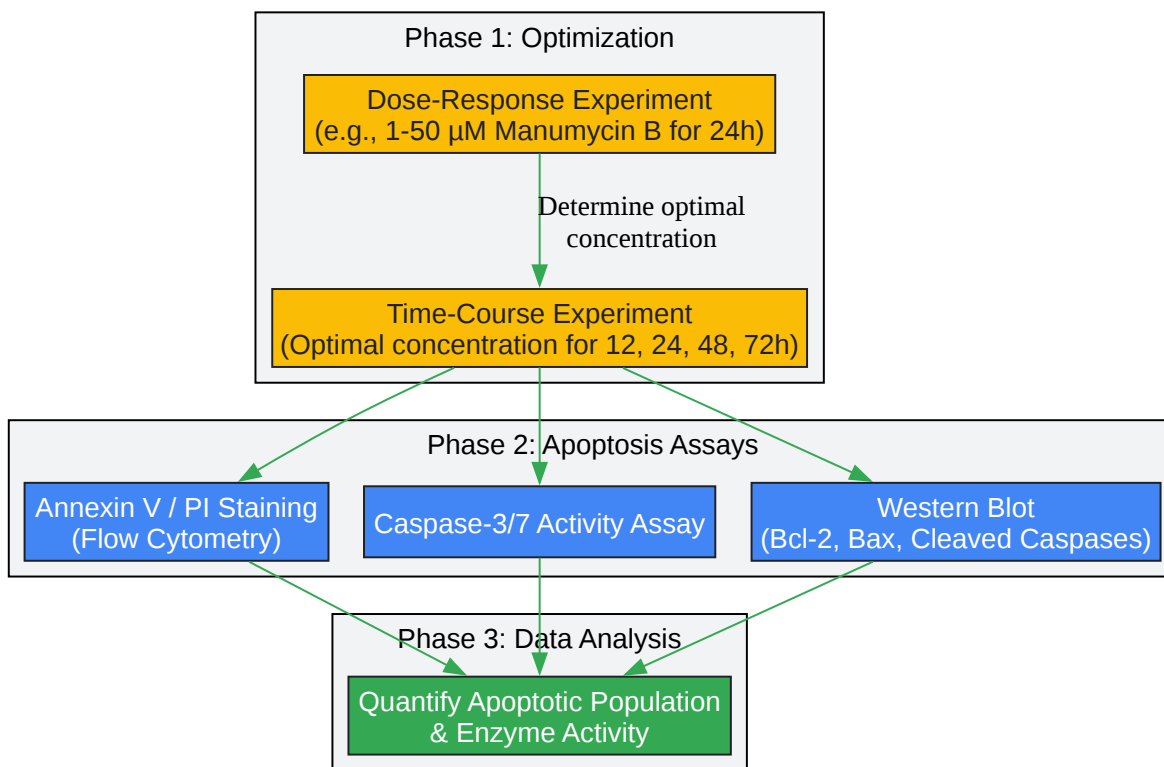 Phase 1: Optimization
Dose-Response Experiment
(e.g., 1-50 µM Manumycin B for 24h)
Determine optimal
concentration
Time-Course Experiment
(Optimal concentration for 12, 24, 48, 72h)
Phase 2: Apoptosis Assays
Annexin V / PI Staining
(Flow Cytometry)
Caspase-3/7 Activity Assay
Western Blot
(Bcl-2, Bax, Cleaved Caspases)
Phase 3: Data Analysis
Quantify Apoptotic Population
& Enzyme Activity